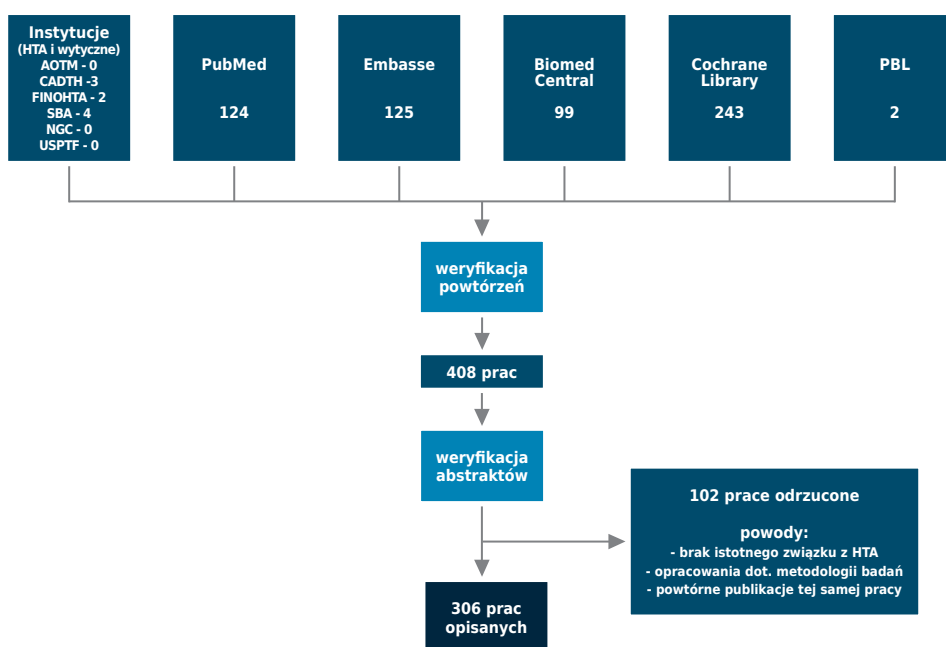 Instytucje
(HTA i wytyczne)
AOTM - 0
CADTH -3
FINOHTA - 2
SBA - 4
NGC - 0
USPTF - 0
PubMed
124
Embasse
125
Biomed
Central
99
Cochrane
Library
243
PBL
2
weryfikacja
powtórzeń
408 prac
weryfikacja
abstraktów
102 prace odrzucone
powody:
- brak istotnego związku z HTA
- opracowania dot. metodologii badań
- powtórne publikacje tej samej pracy
306 prac
opisanych